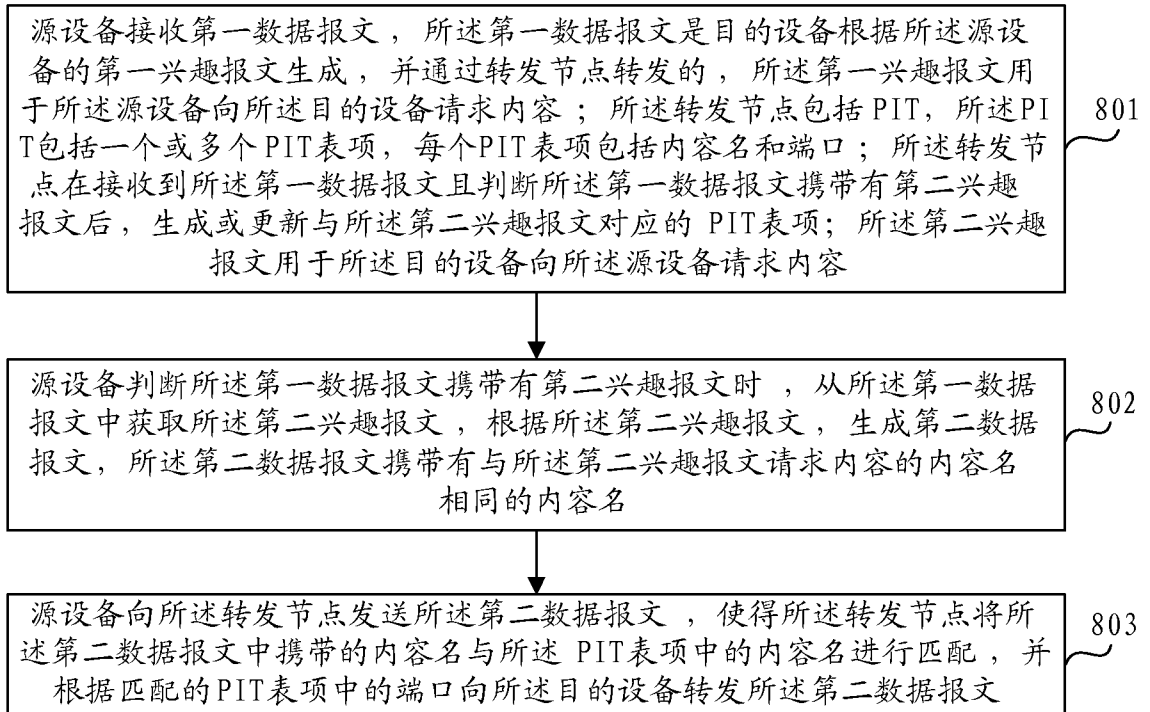 源设备接收第一数据报文，所述第一数据报文是目的设备根据所述源设
备的第一兴趣报文生成，并通过转发节点转发的，所述第一兴趣报文用
于所述源设备向所述目的设备请求内容；所述转发节点包括PIT，所述PI
T包括一个或多个PIT表项，每个PIT表项包括内容名和端口；所述转发节
点在接收到所述第一数据报文且判断所述第一数据报文携带有第二兴趣
报文后，生成或更新与所述第二兴趣报文对应的PIT表项；所述第二兴趣
报文用于所述目的设备向所述源设备请求内容
801
源设备判断所述第一数据报文携带有第二兴趣报文时，从所述第一数据
报文中获取所述第二兴趣报文，根据所述第二兴趣报文，生成第二数据
报文，所述第二数据报文携带有与所述第二兴趣报文请求内容的内容名
相同的内容名
802
源设备向所述转发节点发送所述第二数据报文，使得所述转发节点将所
述第二数据报文中携带的内容名与所述PIT表项中的内容名进行匹配，并
根据匹配的PIT表项中的端口向所述目的设备转发所述第二数据报文
803